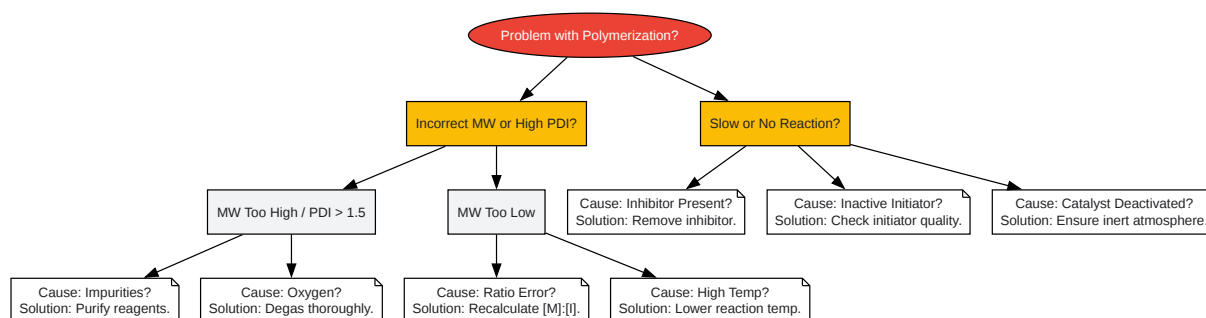 Problem with Polymerization?
Incorrect MW or High PDI?
Slow or No Reaction?
MW Too High / PDI > 1.5
MW Too Low
Cause: Inhibitor Present?
Solution: Remove inhibitor.
Cause: Inactive Initiator?
Solution: Check initiator quality.
Cause: Catalyst Deactivated?
Solution: Ensure inert atmosphere.
Cause: Impurities?
Solution: Purify reagents.
Cause: Oxygen?
Solution: Degas thoroughly.
Cause: Ratio Error?
Solution: Recalculate [M]:[I].
Cause: High Temp?
Solution: Lower reaction temp.